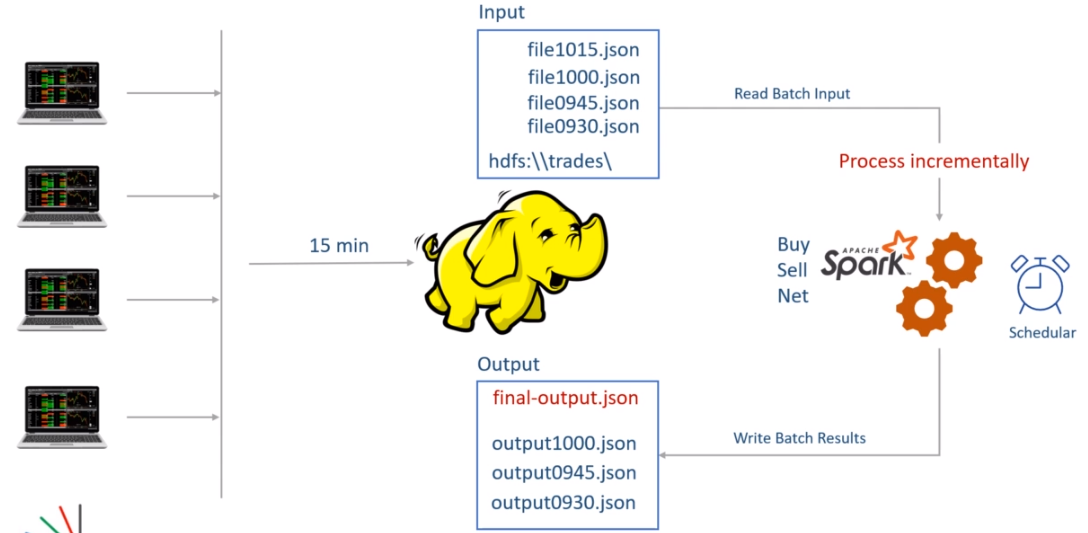 Input
file1015.json
file1000.json
file0945.json
file0930.json
hdfs:\\trades\
Read Batch Input
Process incrementally
15 min
Buy
Sell
Net
APACHE
Spark™
Schedular
Output
final-output.json
output1000.json
output0945.json
output0930.json
Write Batch Results